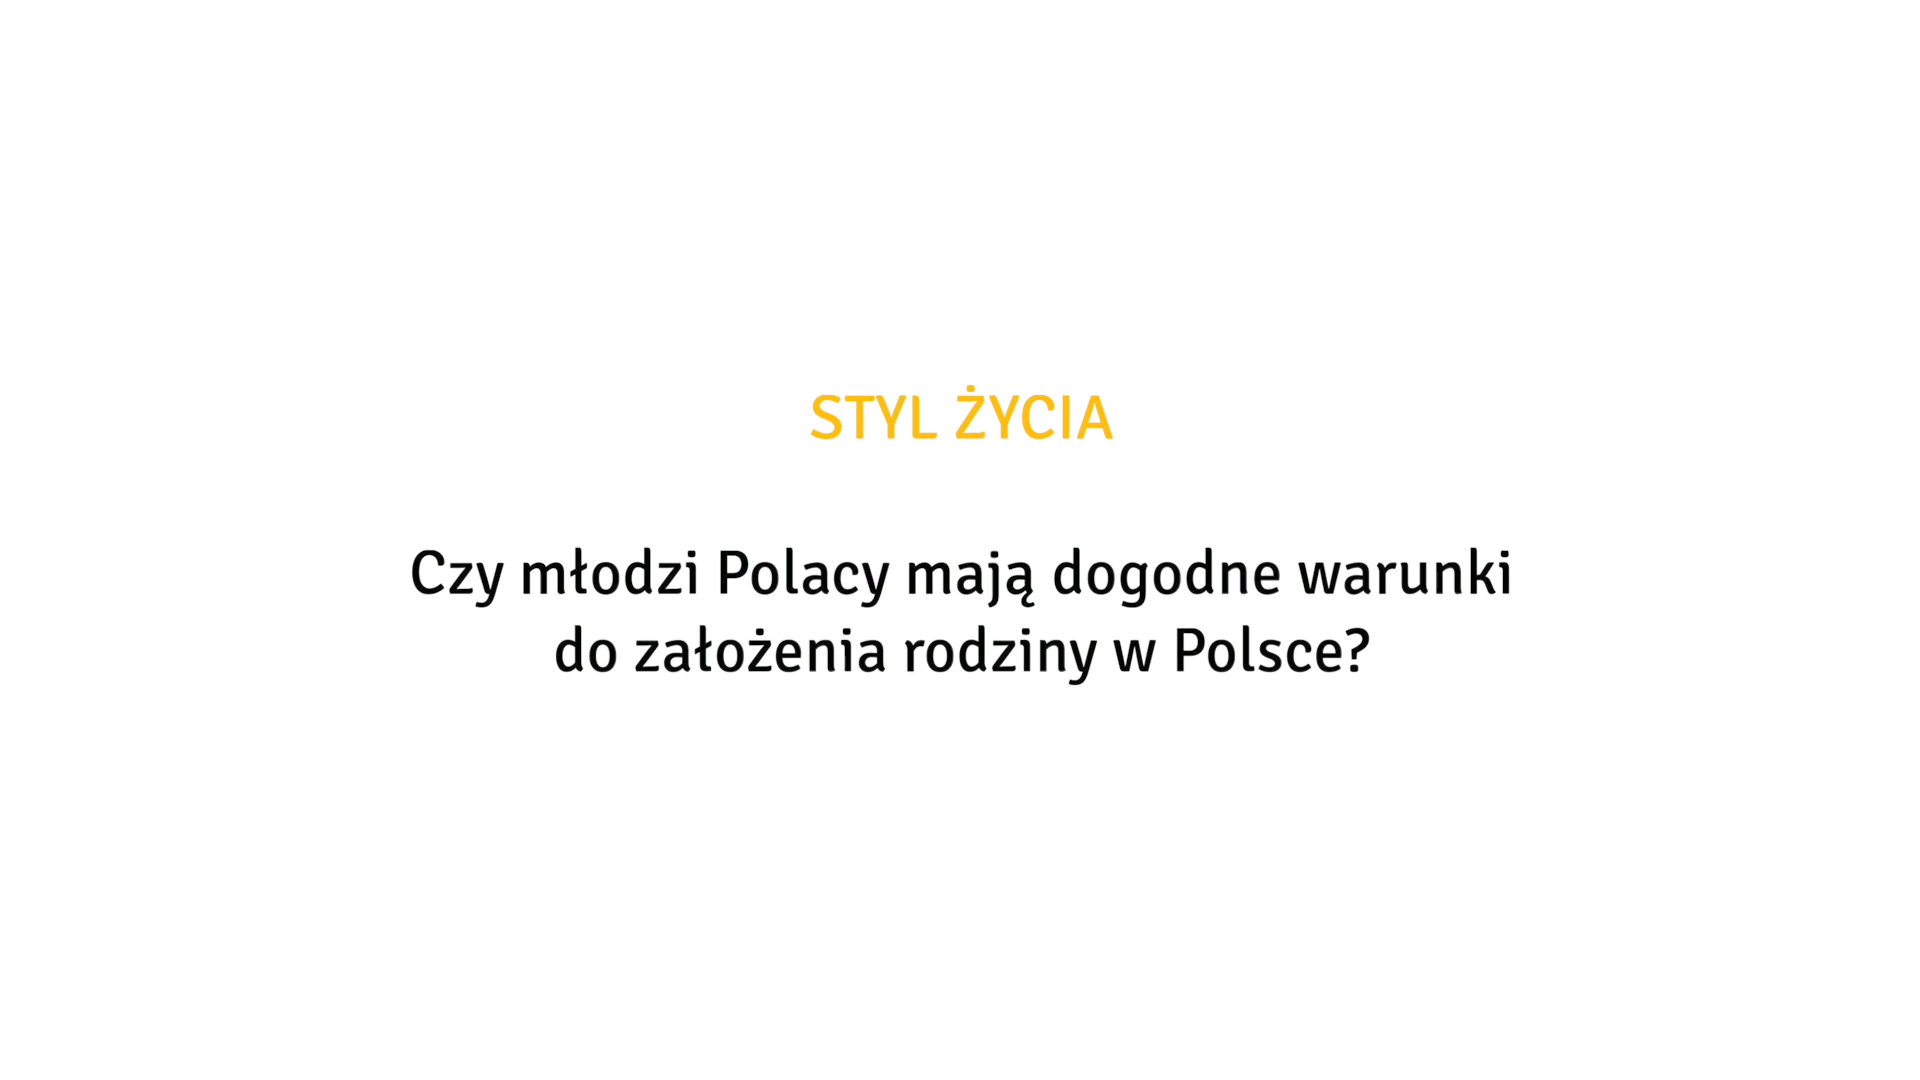 STYL ŻYCIA
Czy młodzi Polacy mają dogodne warunki
do założenia rodziny w Polsce?